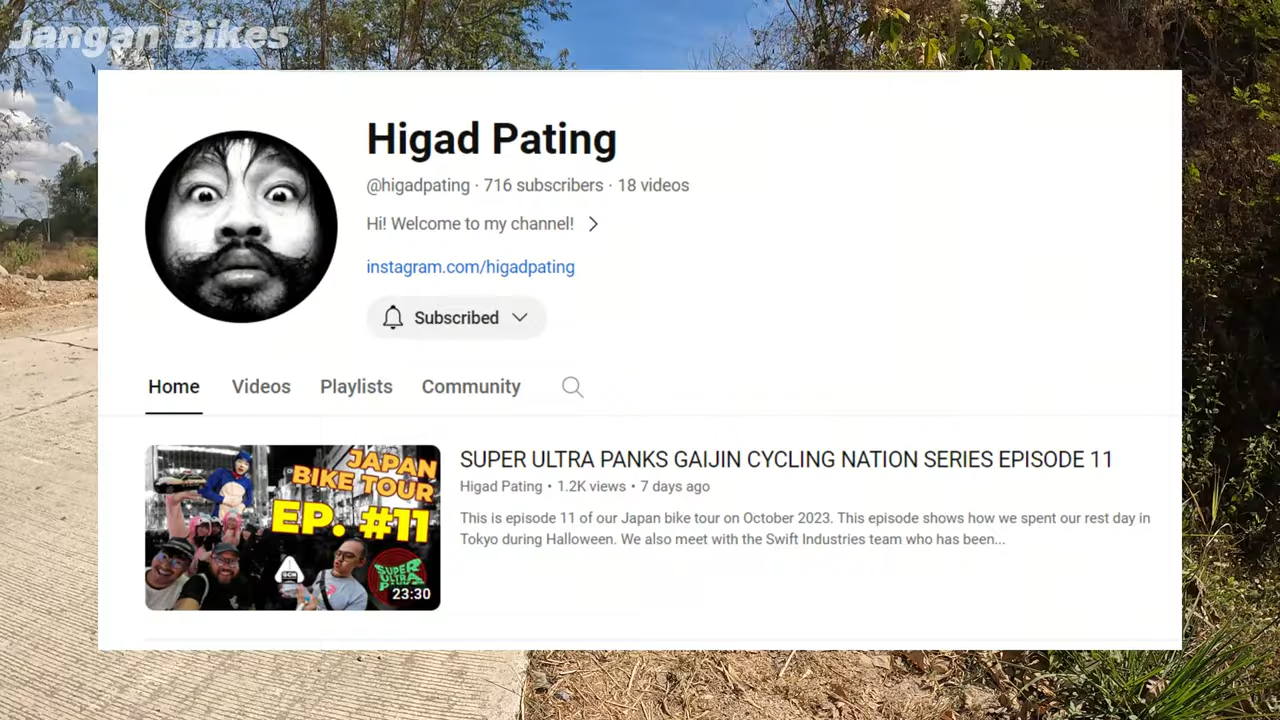 Jangan Bikes
Higad Pating
@higadpating · 716 subscribers · 18 videos
Hi! Welcome to my channel!
instagram.com/higadpating
Subscribed
Home Videos Playlists Community
JAPAN
BIKE TOUR
EP. #11
SUPER
ULTRA
23:30
SUPER ULTRA PANKS GAIJIN CYCLING NATION SERIES EPISODE 11
Higad Pating • 1.2K views • 7 days ago
This is episode 11 of our Japan bike tour on October 2023. This episode shows how we spent our rest day in
Tokyo during Halloween. We also meet with the Swift Industries team who has been...